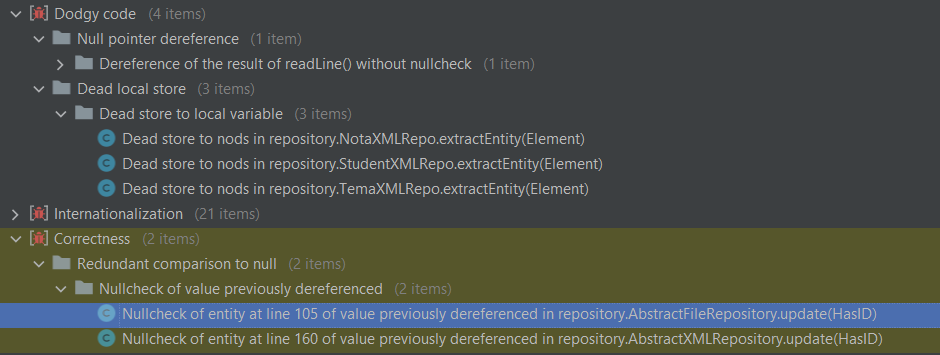 Dodgy code (4 items)
Null pointer dereference (1 item)
Dereference of the result of readLine() without nullcheck (1 item)
Dead local store (3 items)
Dead store to local variable (3 items)
Dead store to nods in repository.NotaXMLRepo.extractEntity(Element)
Dead store to nods in repository.StudentXMLRepo.extractEntity(Element)
Dead store to nods in repository.TemaXMLRepo.extractEntity(Element)
Internationalization (21 items)
Correctness (2 items)
Redundant comparison to null (2 items)
Nullcheck of value previously dereferenced (2 items)
Nullcheck of entity at line 105 of value previously dereferenced in repository.AbstractFileRepository.update(HasID)
Nullcheck of entity at line 160 of value previously dereferenced in repository.AbstractXMLRepository.update(HasID)